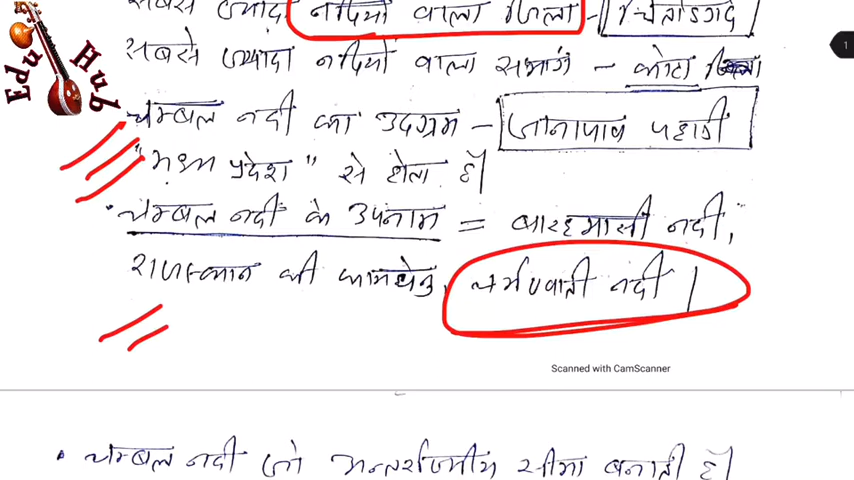 सबसे ज्यादा नदियों वाला जिला - चित्तौड़गढ़
सबसे ज्यादा नदियों वाला संभाग - कोटा
Edu Hub
चम्बल नदी का उदगम - जानापाव पहाड़ी
"मध्य प्रदेश" से होता है।
• चम्बल नदी के उपनाम = बारहमासी नदी,
राजस्थान की कामधेनु, चर्मण्वती नदी।
Scanned with CamScanner
• चम्बल नदी जो अन्तर्राज्यीय सीमा बनाती है।
1